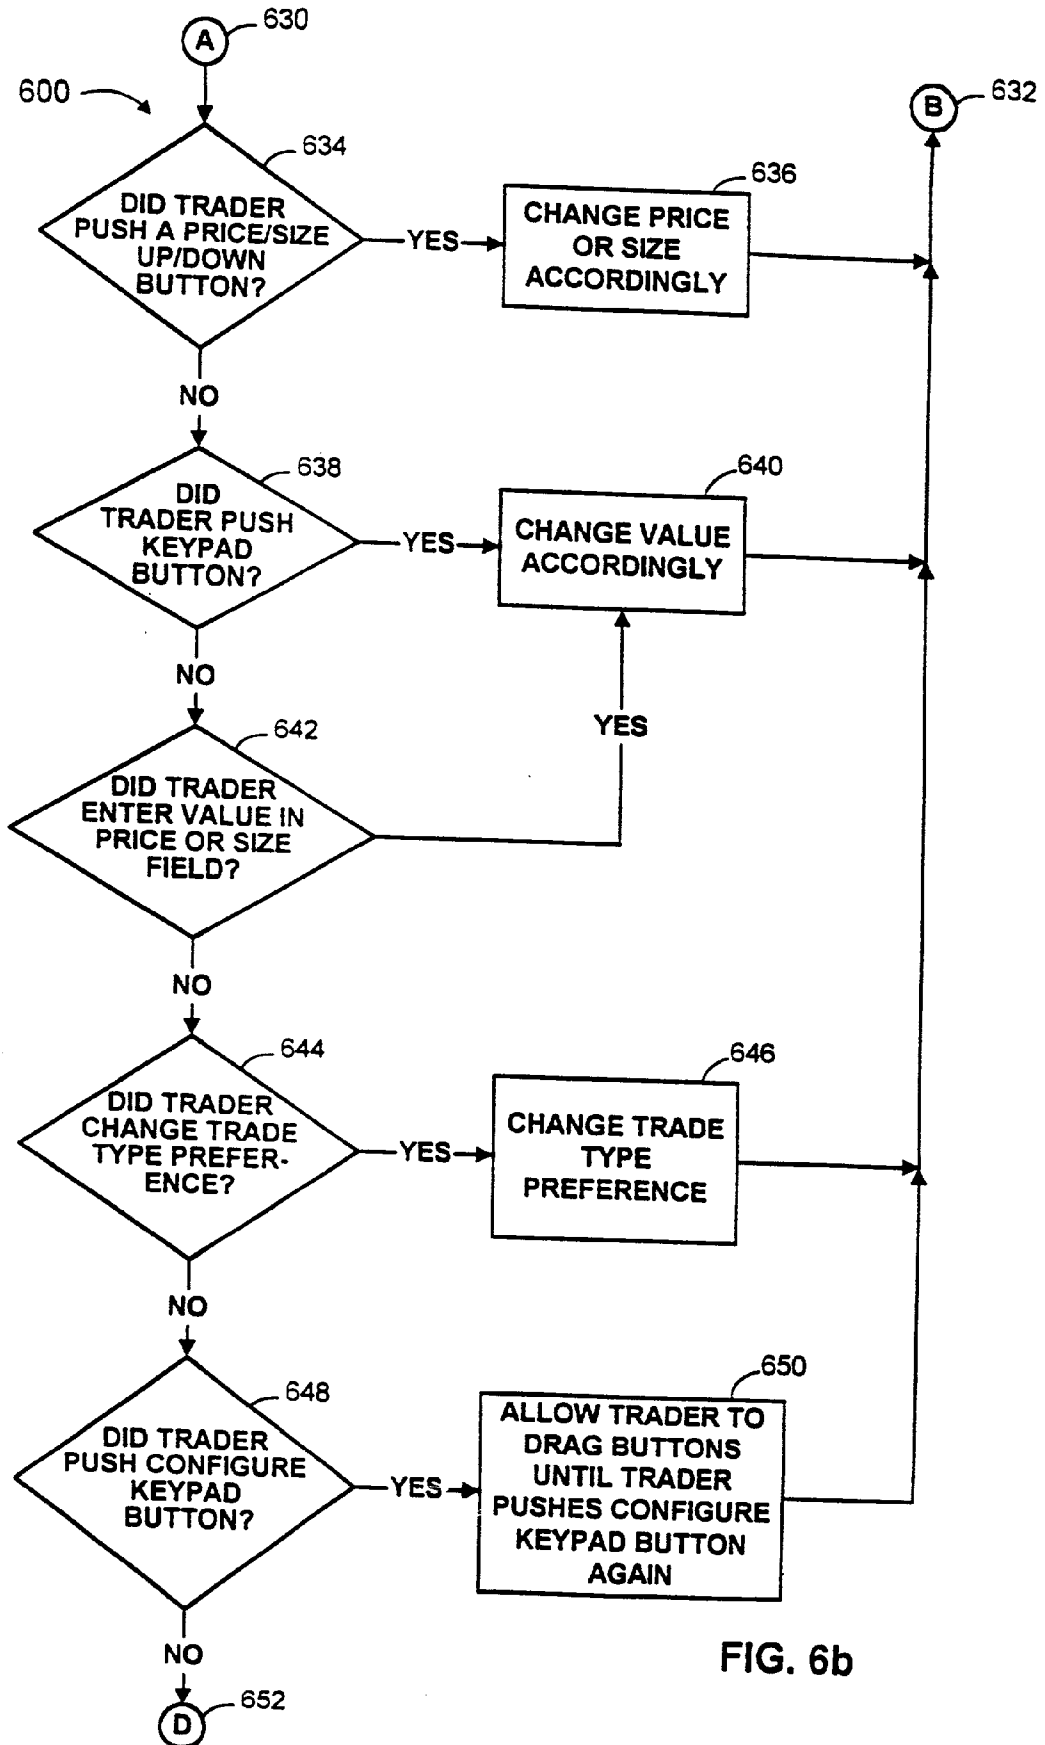 A
630
600
B
632
634
DID TRADER
PUSH A PRICE/SIZE
UP/DOWN
BUTTON?
YES
636
CHANGE PRICE
OR SIZE
ACCORDINGLY
NO
638
DID
TRADER PUSH
KEYPAD
BUTTON?
YES
640
CHANGE VALUE
ACCORDINGLY
NO
YES
642
DID TRADER
ENTER VALUE IN
PRICE OR SIZE
FIELD?
NO
644
DID TRADER
CHANGE TRADE
TYPE PREFER-
ENCE?
YES
646
CHANGE TRADE
TYPE
PREFERENCE
NO
648
DID TRADER
PUSH CONFIGURE
KEYPAD
BUTTON?
YES
650
ALLOW TRADER TO
DRAG BUTTONS
UNTIL TRADER
PUSHES CONFIGURE
KEYPAD BUTTON
AGAIN
NO
D
652
FIG. 6b